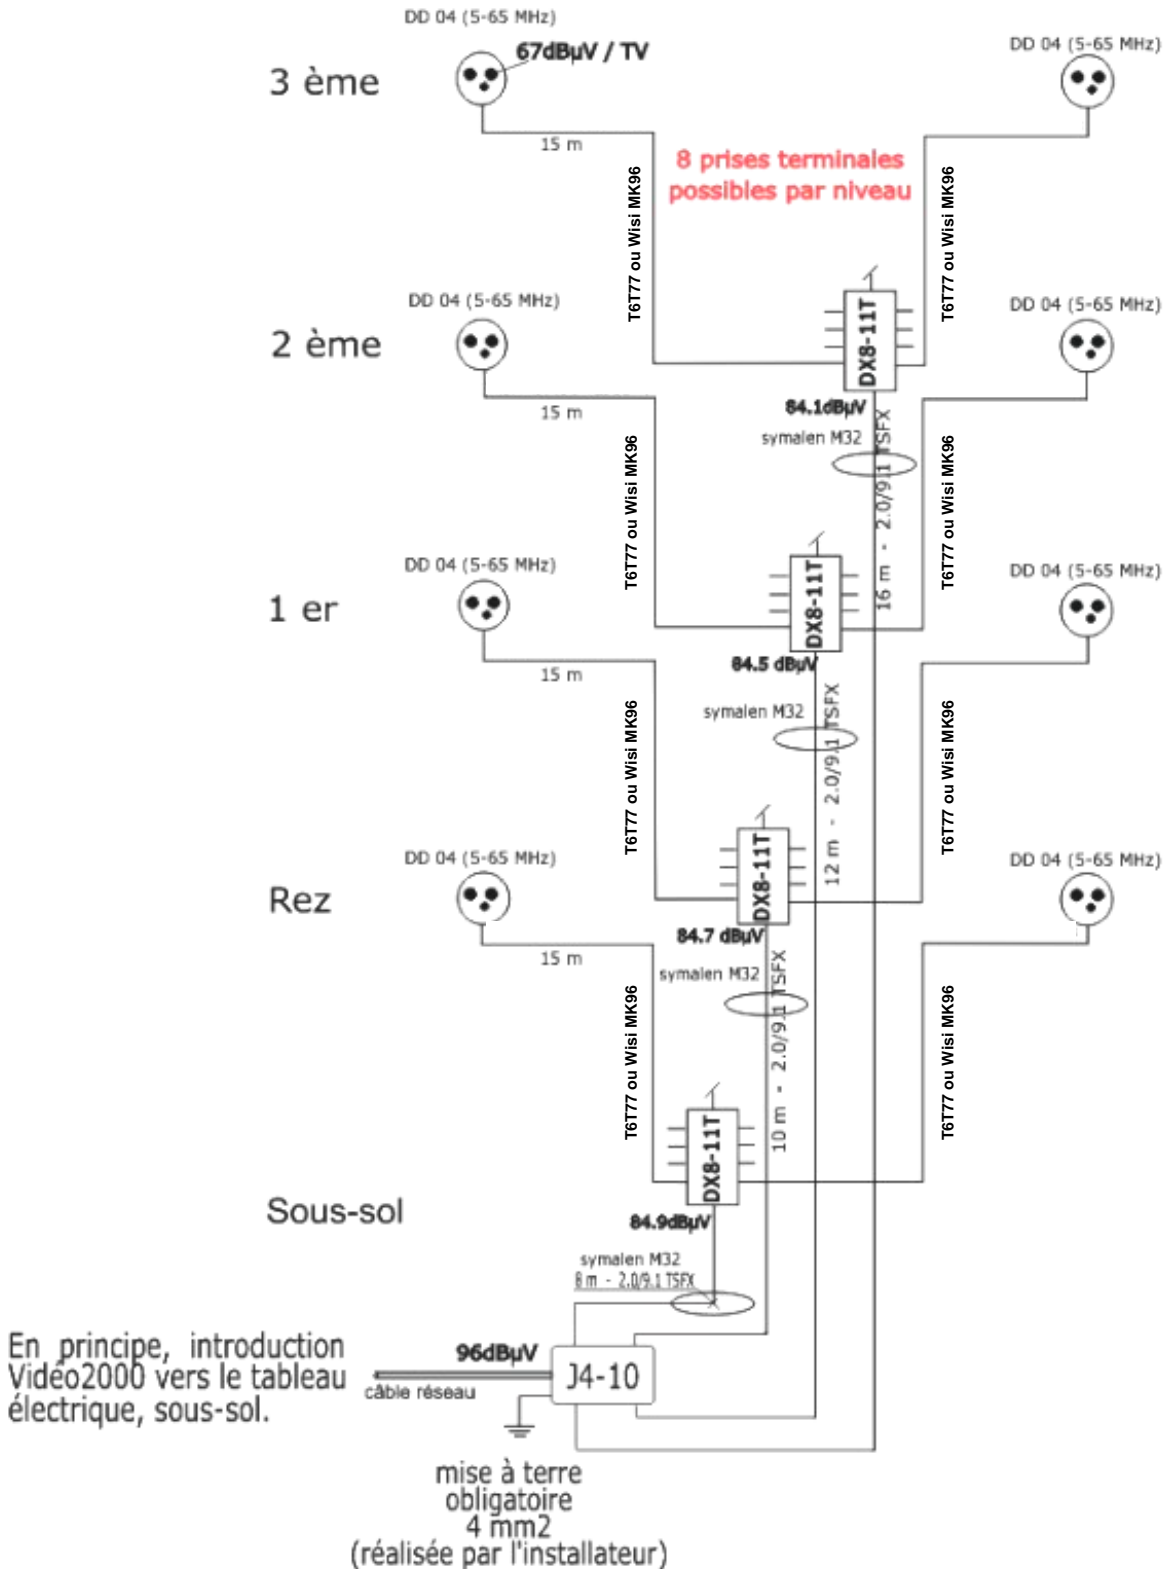 DD 04 (5-65 MHz)
67dBµV / TV
DD 04 (5-65 MHz)
3 ème
15 m
8 prises terminales
possibles par niveau
T6T77 ou Wisi MK96
T6T77 ou Wisi MK96
DX8-11T
84.1dBµV
symalen M32
16 m - 2.0/9.1 TSFX
DD 04 (5-65 MHz)
DD 04 (5-65 MHz)
2 ème
15 m
T6T77 ou Wisi MK96
T6T77 ou Wisi MK96
DX8-11T
84.5 dBµV
symalen M32
12 m - 2.0/9.1 TSFX
DD 04 (5-65 MHz)
DD 04 (5-65 MHz)
1 er
15 m
T6T77 ou Wisi MK96
T6T77 ou Wisi MK96
DX8-11T
84.7 dBµV
symalen M32
10 m - 2.0/9.1 TSFX
DD 04 (5-65 MHz)
DD 04 (5-65 MHz)
Rez
15 m
T6T77 ou Wisi MK96
T6T77 ou Wisi MK96
DX8-11T
84.9dBµV
Sous-sol
symalen M32
8 m - 2.0/9.1 TSFX
En principe, introduction
Vidéo2000 vers le tableau
électrique, sous-sol.
96dBµV
câble réseau
J4-10
mise à terre
obligatoire
4 mm2
(réalisée par l'installateur)